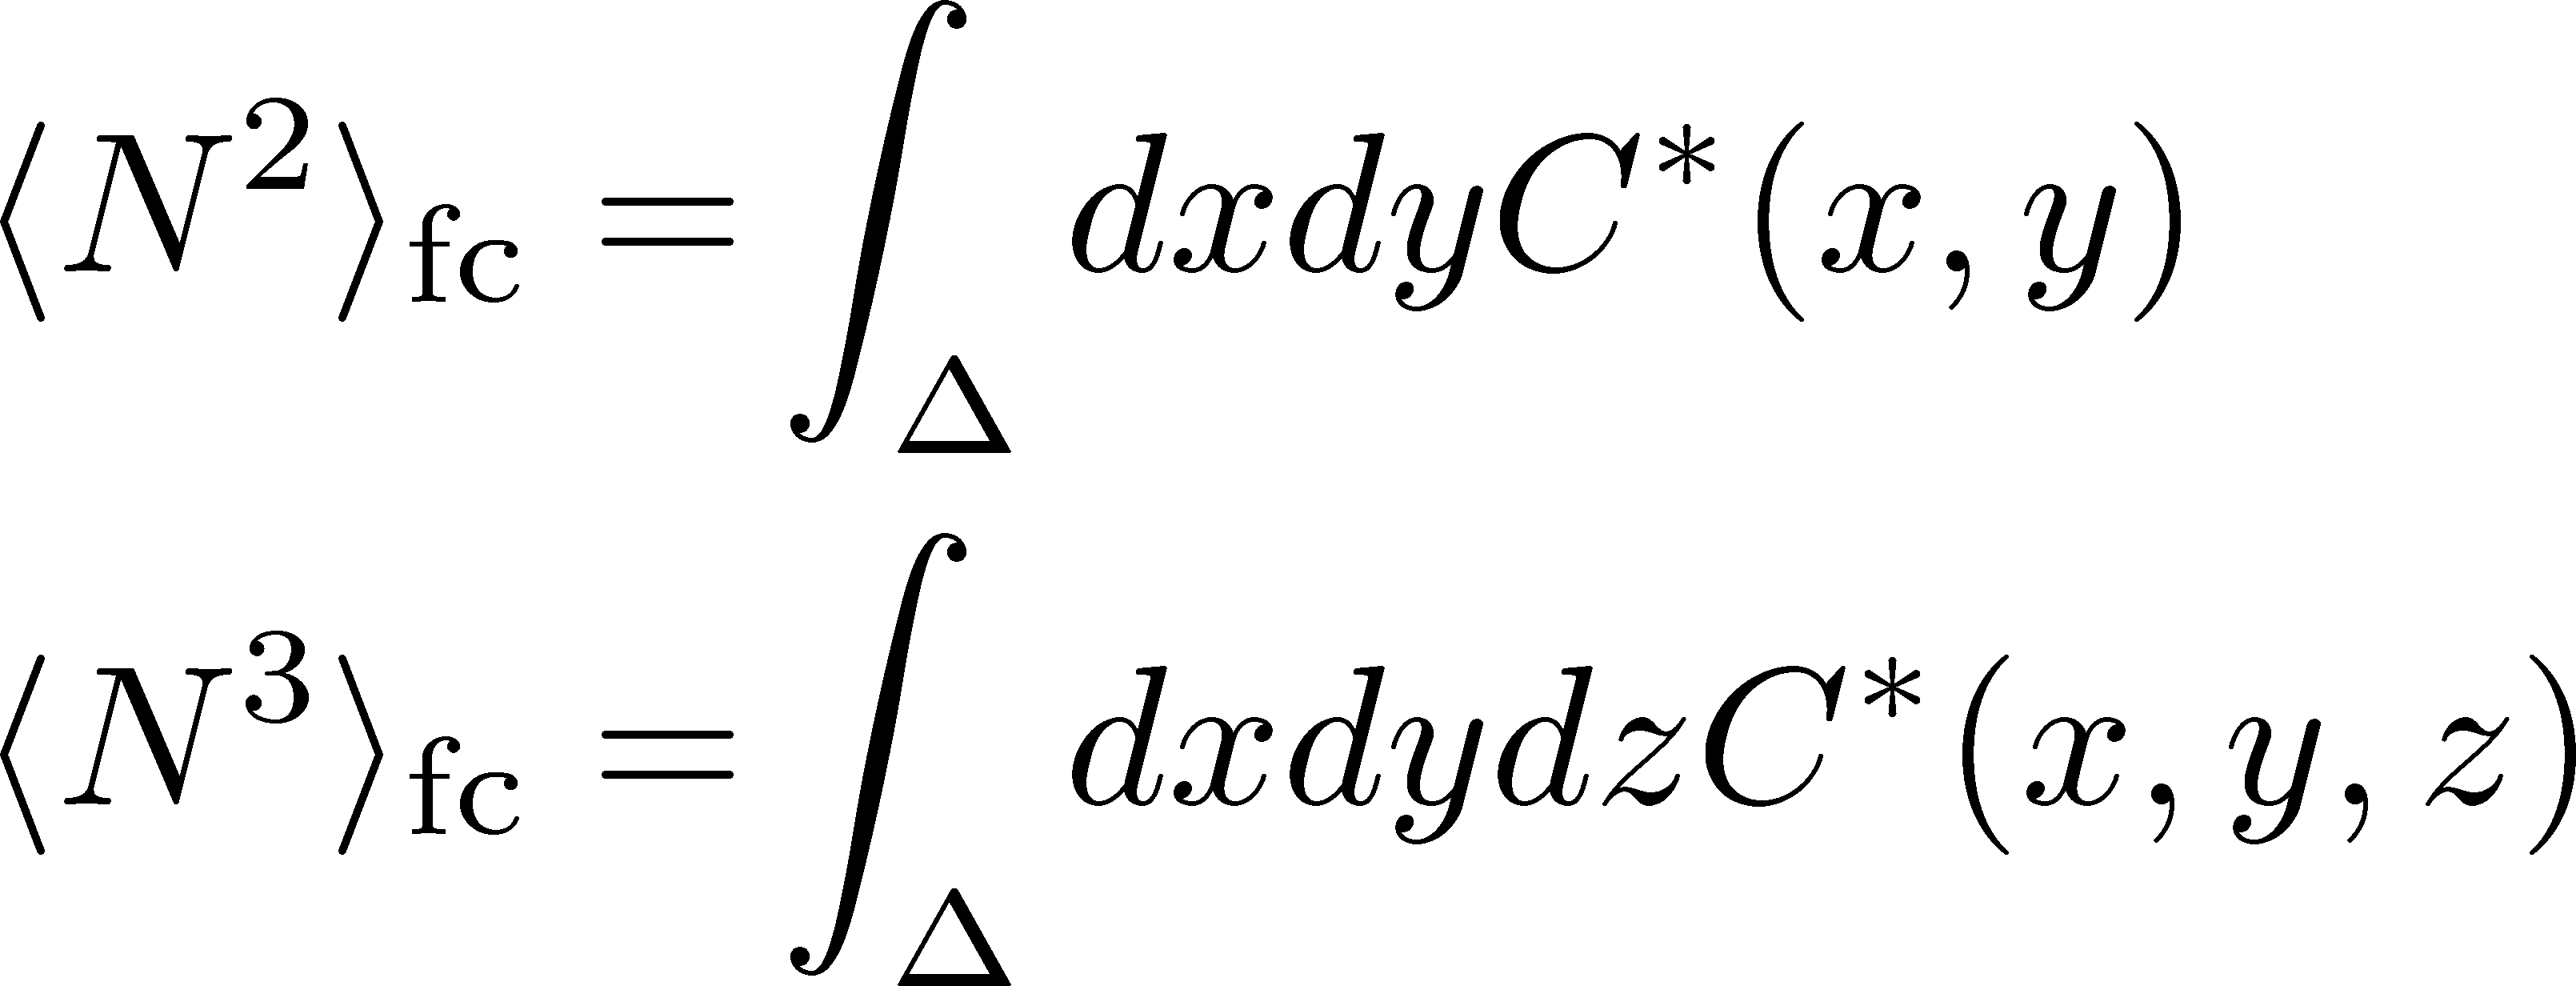 ⟨N²⟩_fc = ∫_Δ dxdyC*(x, y)
⟨N³⟩_fc = ∫_Δ dxdydzC*(x, y, z)